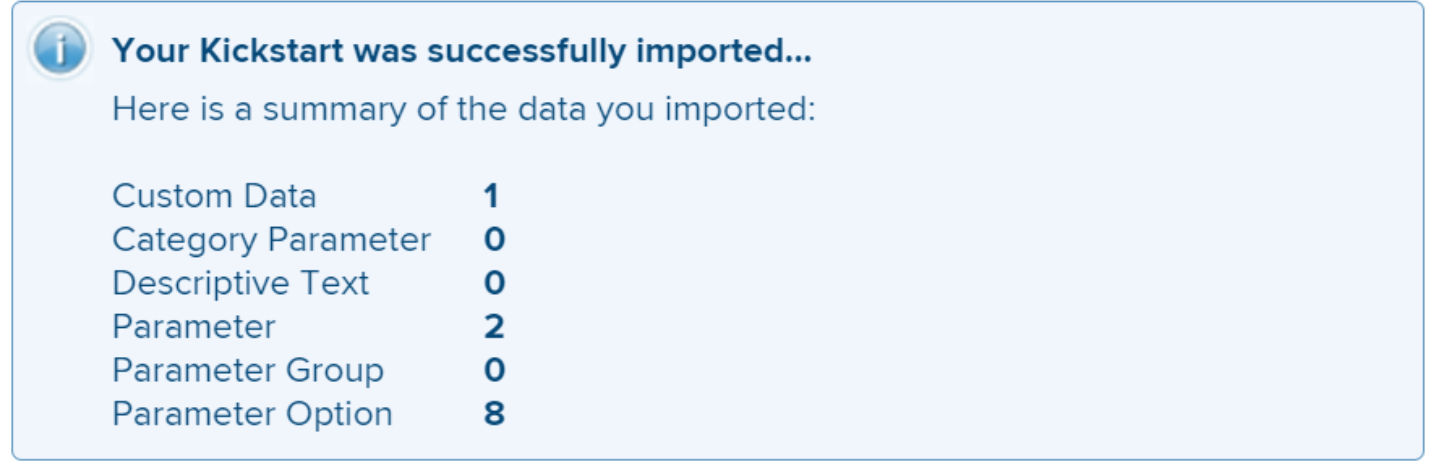 Your Kickstart was successfully imported...
Here is a summary of the data you imported:
Custom Data 1
Category Parameter 0
Descriptive Text 0
Parameter 2
Parameter Group 0
Parameter Option 8